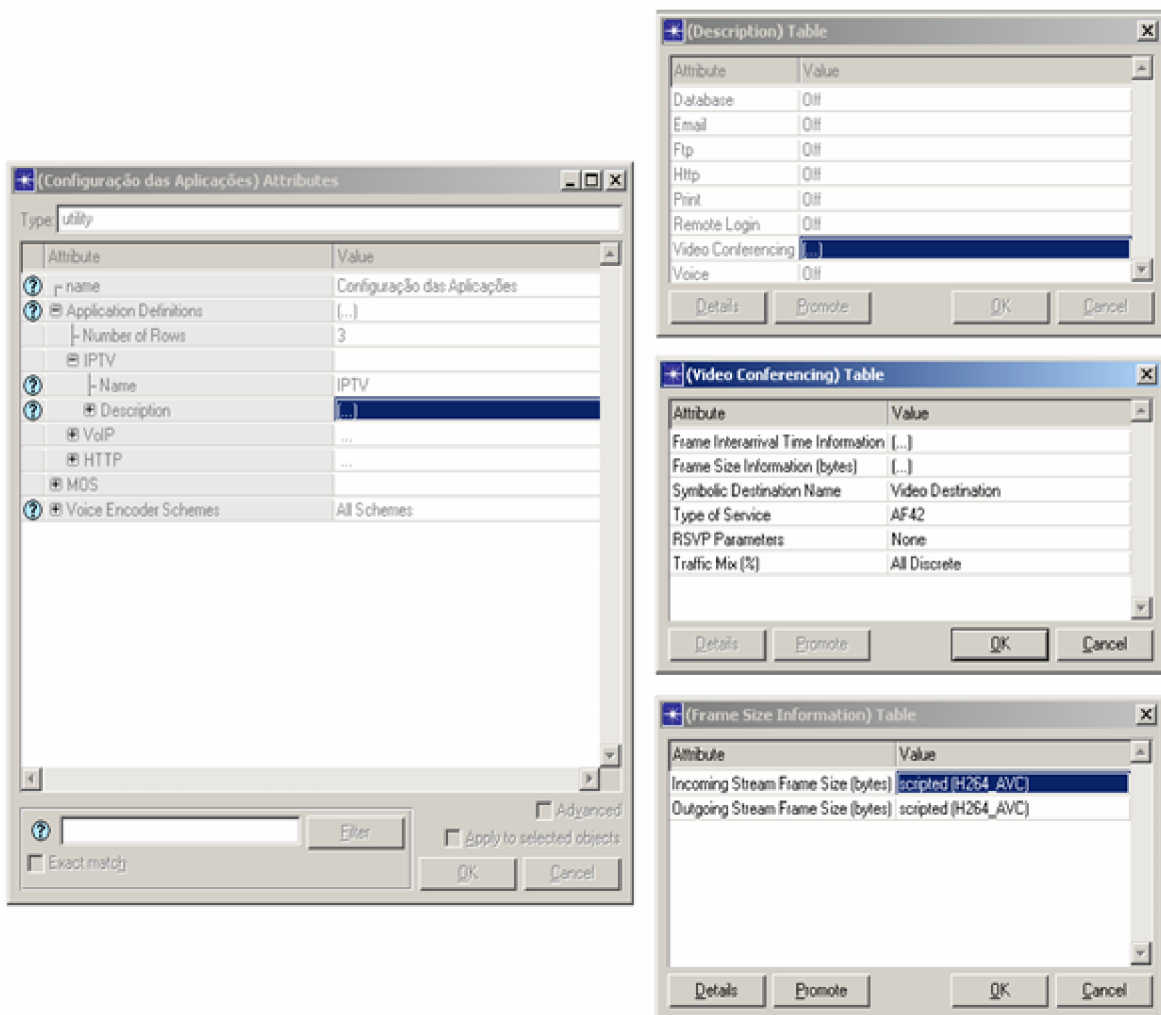 (Configuração das Aplicações) Attributes
Type: utility
Attribute Value
name Configuração das Aplicações
Application Definitions (...)
Number of Rows 3
IPTV
Name IPTV
Description (...)
VoIP ...
HTTP ...
MOS
Voice Encoder Schemes All Schemes
Advanced
Filter
Apply to selected objects
Exact match
OK Cancel
(Description) Table
Attribute Value
Database Off
Email Off
Ftp Off
Http Off
Print Off
Remote Login Off
Video Conferencing (...)
Voice Off
Details Promote OK Cancel
(Video Conferencing) Table
Attribute Value
Frame Interarrival Time Information (...)
Frame Size Information (bytes) (...)
Symbolic Destination Name Video Destination
Type of Service AF42
RSVP Parameters None
Traffic Mix (%) All Discrete
Details Promote OK Cancel
(Frame Size Information) Table
Attribute Value
Incoming Stream Frame Size (bytes) scripted (H264_AVC)
Outgoing Stream Frame Size (bytes) scripted (H264_AVC)
Details Promote OK Cancel